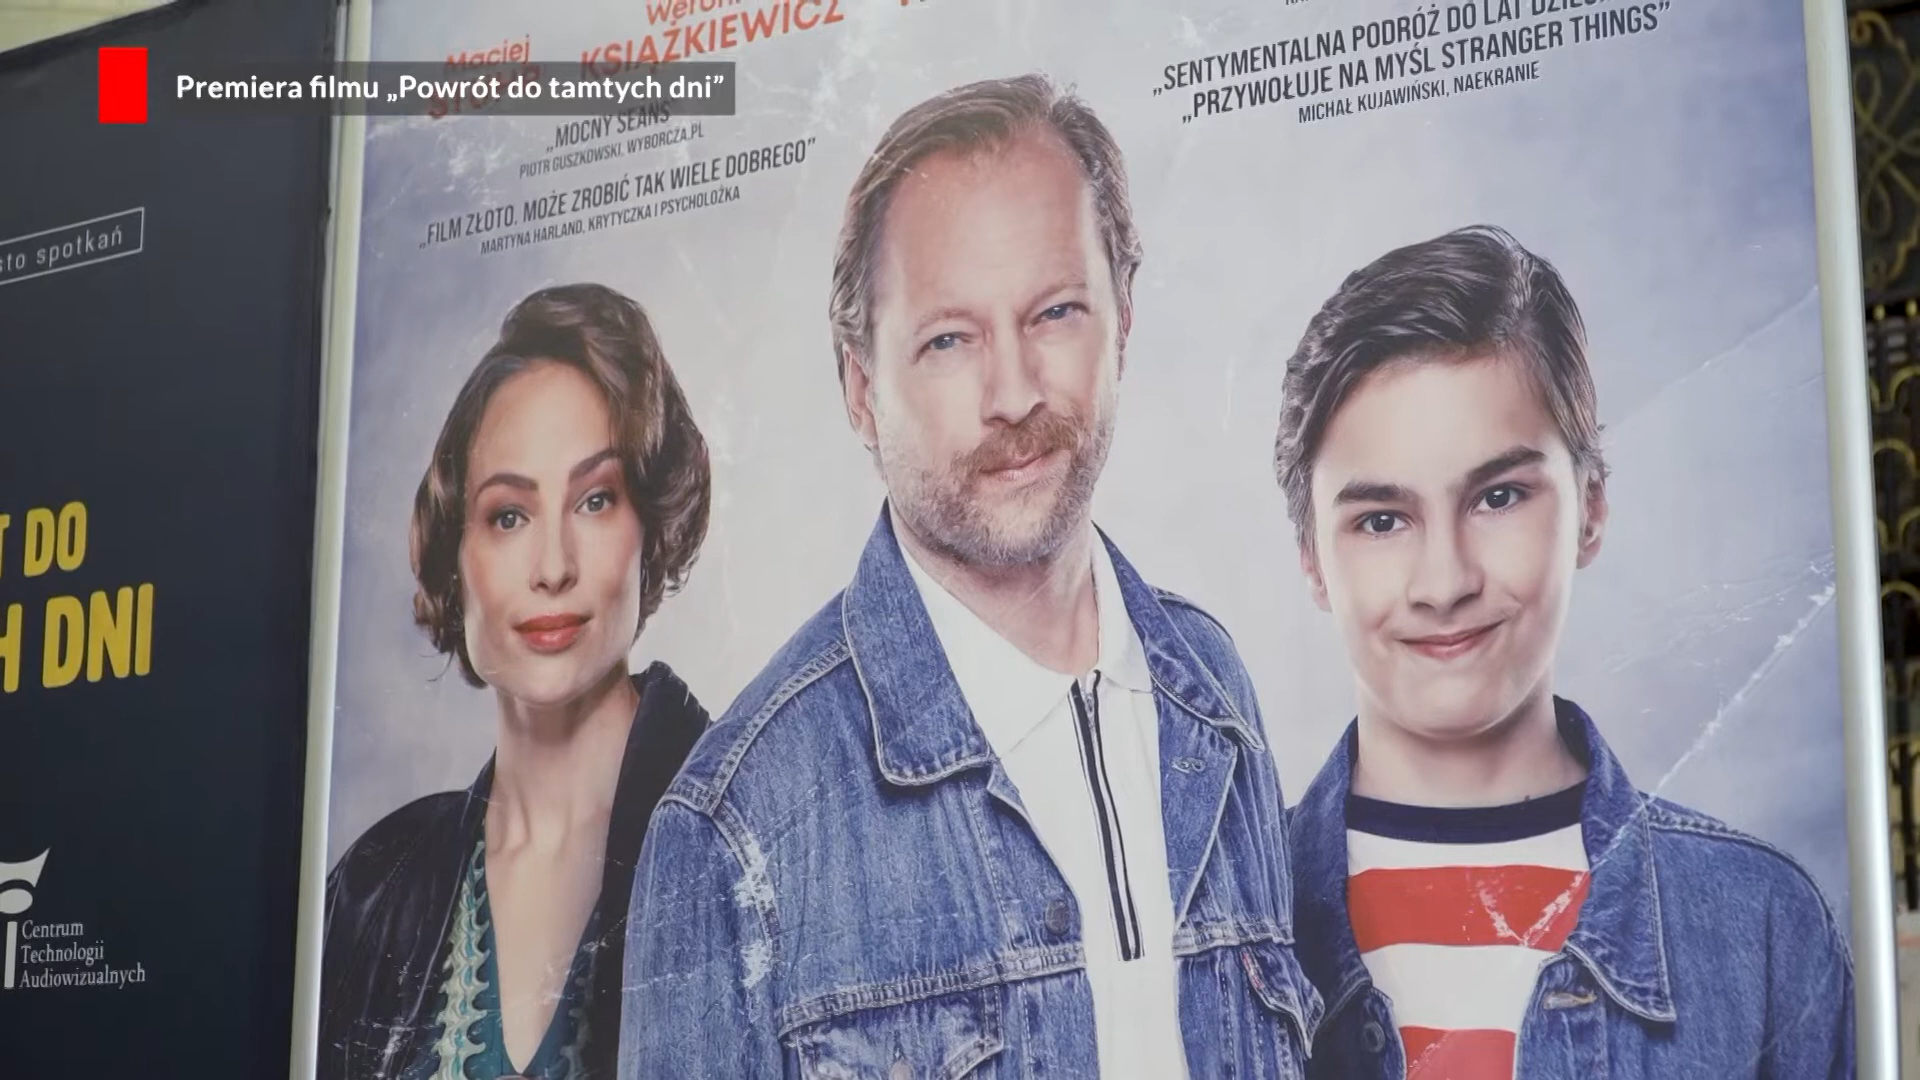 Premiera filmu „Powrót do tamtych dni”
Maciej
KSIĄŻKIEWICZ
„MOCNY SEANS”
PIOTR GUSZKOWSKI, WYBORCZA.PL
„FILM ZŁOTO. MOŻE ZROBIĆ TAK WIELE DOBREGO”
MARTYNA HARLAND, KRYTYCZKA I PSYCHOLOŻKA
„SENTYMENTALNA PODRÓŻ DO LAT
„PRZYWOŁUJE NA MYŚL STRANGER THINGS”
MICHAŁ KUJAWIŃSKI, NAEKRANIE
sto spotkań
T DO
H DNI
Centrum
Technologii
Audiowizualnych